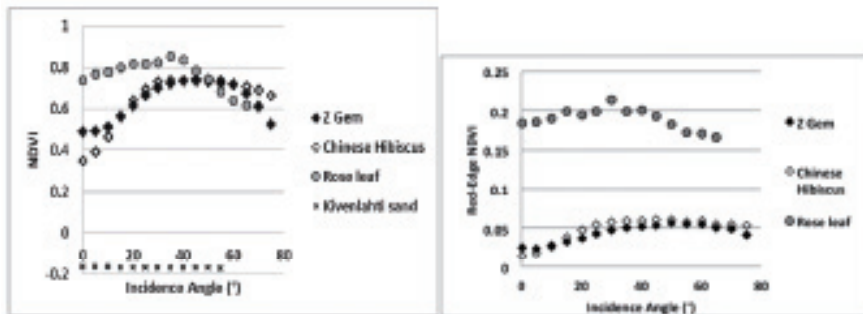 1
0.8
0.6
0.4
0.2
0
-0.2
NDVI
0 20 40 60 80
Incidence Angle (°)
Z Gem
Chinese Hibiscus
Rose leaf
Kivenlahti sand
0.25
0.2
0.15
0.1
0.05
0
Red-Edge NDVI
0 20 40 60 80
Incidence Angle (°)
Z Gem
Chinese
Hibiscus
Rose leaf